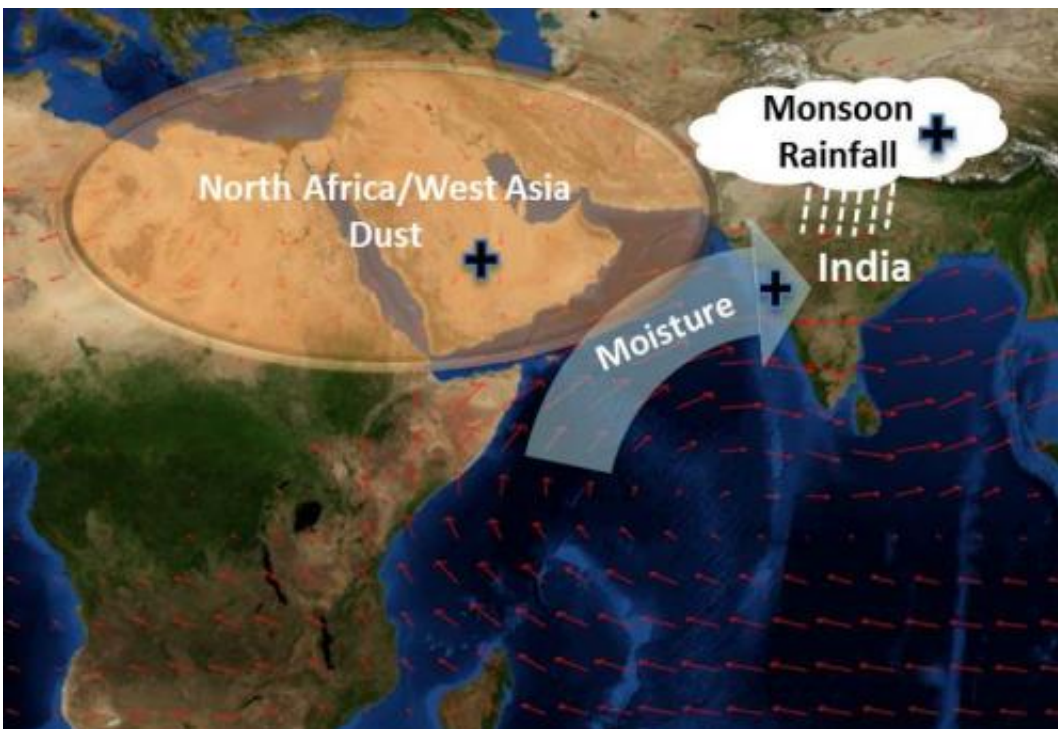 Monsoon
Rainfall
North Africa/West Asia
Dust
India
Moisture